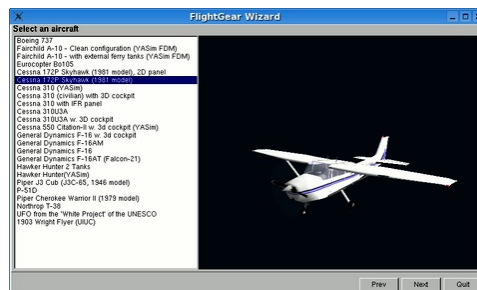 FlightGear Wizard
Select an aircraft
Boeing 737
Fairchild A-10 - Clean configuration (YASim FDM)
Fairchild A-10 - with external ferry tanks (YASim FDM)
Eurocopter Bo105
Cessna 172P Skyhawk (1981 model), 2D panel
Cessna 172P Skyhawk (1981 model)
Cessna 310 (YASim)
Cessna 310 (civilian) with 3D cockpit
Cessna 310 with IFR panel
Cessna 310U3A
Cessna 310U3A w. 3D cockpit
Cessna 550 Citation-II w. 3d cockpit (YASim)
General Dynamics F-16 w. 3d cockpit
General Dynamics F-16AM
General Dynamics F-16
General Dynamics F-16AT (Falcon-21)
Hawker Hunter 2 Tanks
Hawker Hunter(YASim)
Piper J3 Cub (J3C-65, 1946 model)
P-51D
Piper Cherokee Warrior II (1979 model)
Northrop T-38
UFO from the 'White Project' of the UNESCO
1903 Wright Flyer (UIUC)
Prev Next Quit